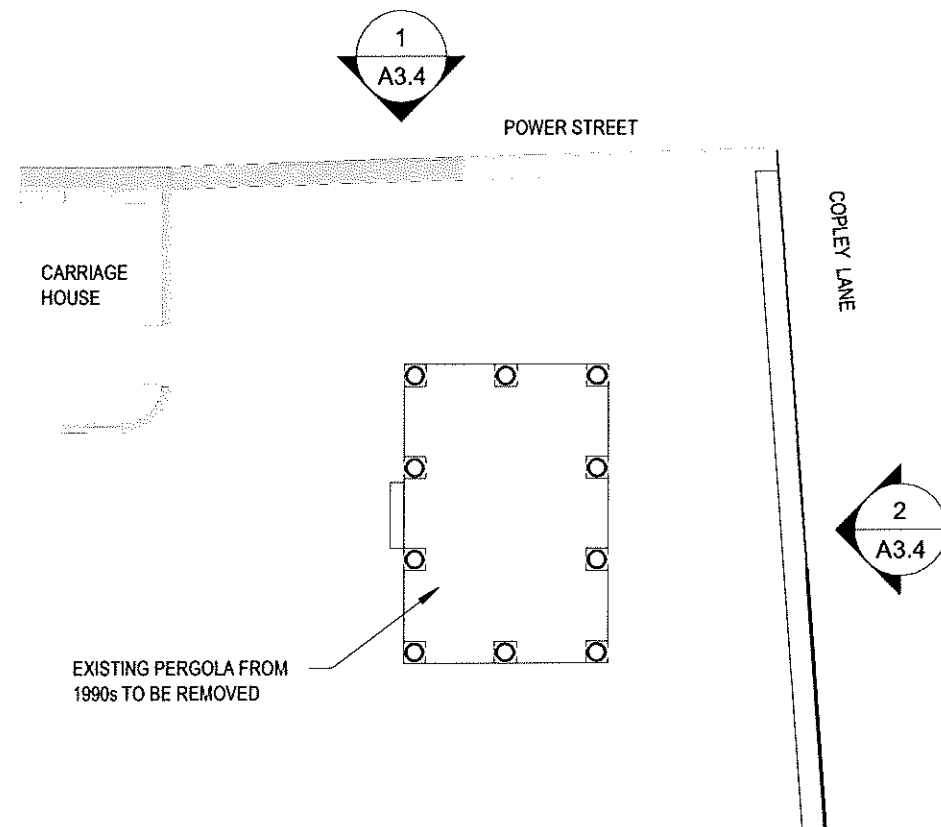 1
A3.4
POWER STREET
COPLEY LANE
CARRIAGE
HOUSE
2
A3.4
EXISTING PERGOLA FROM
1990s TO BE REMOVED